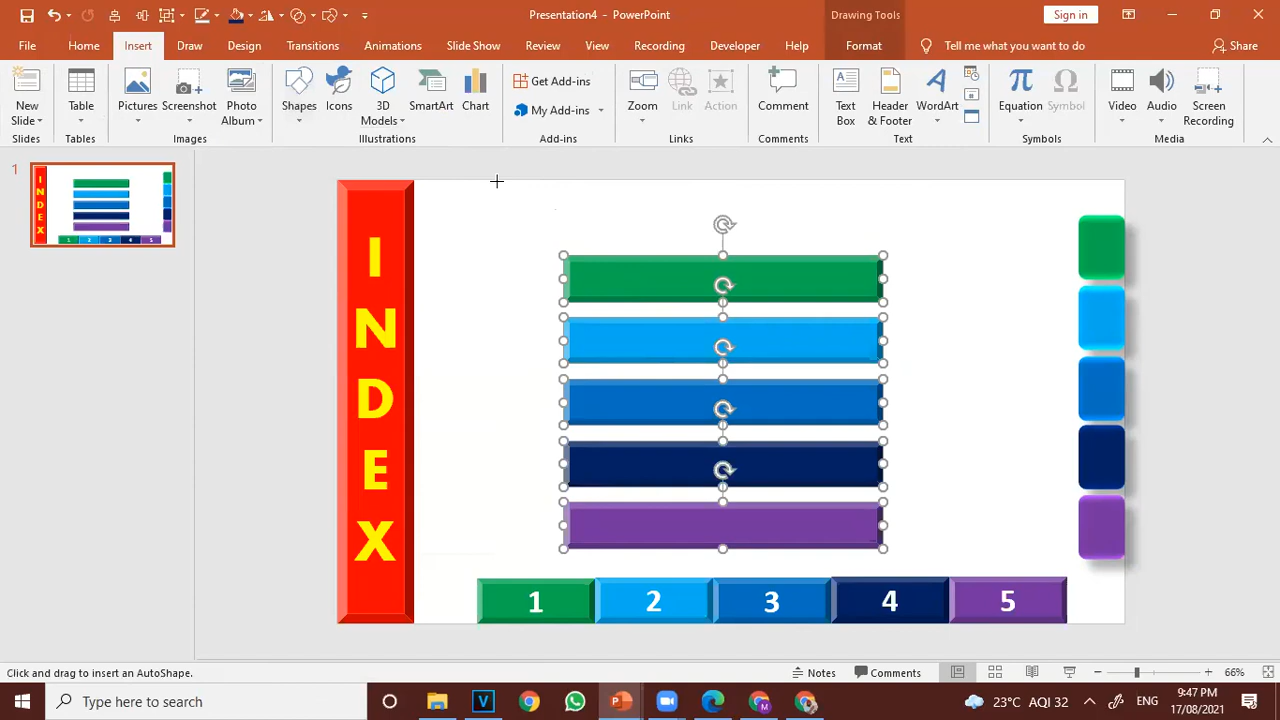 Presentation4 - PowerPoint
Drawing Tools
Sign in
File
Home
Insert
Draw
Design
Transitions
Animations
Slide Show
Review
View
Recording
Developer
Help
Format
Tell me what you want to do
Share
New
Slide
Table
Pictures
Screenshot
Photo
Album
Shapes
Icons
3D
Models
SmartArt
Chart
Get Add-ins
My Add-ins
Zoom
Link
Action
Comment
Text
Box
Header
& Footer
WordArt
Equation
Symbol
Video
Audio
Screen
Recording
Slides
Tables
Images
Illustrations
Add-ins
Links
Comments
Text
Symbols
Media
1
I
N
D
E
X
1 2 3 4 5
I
N
D
E
X
1 2 3 4 5
Click and drag to insert an AutoShape.
Notes
Comments
66%
Type here to search
23°C AQI 32
ENG
9:47 PM
17/08/2021